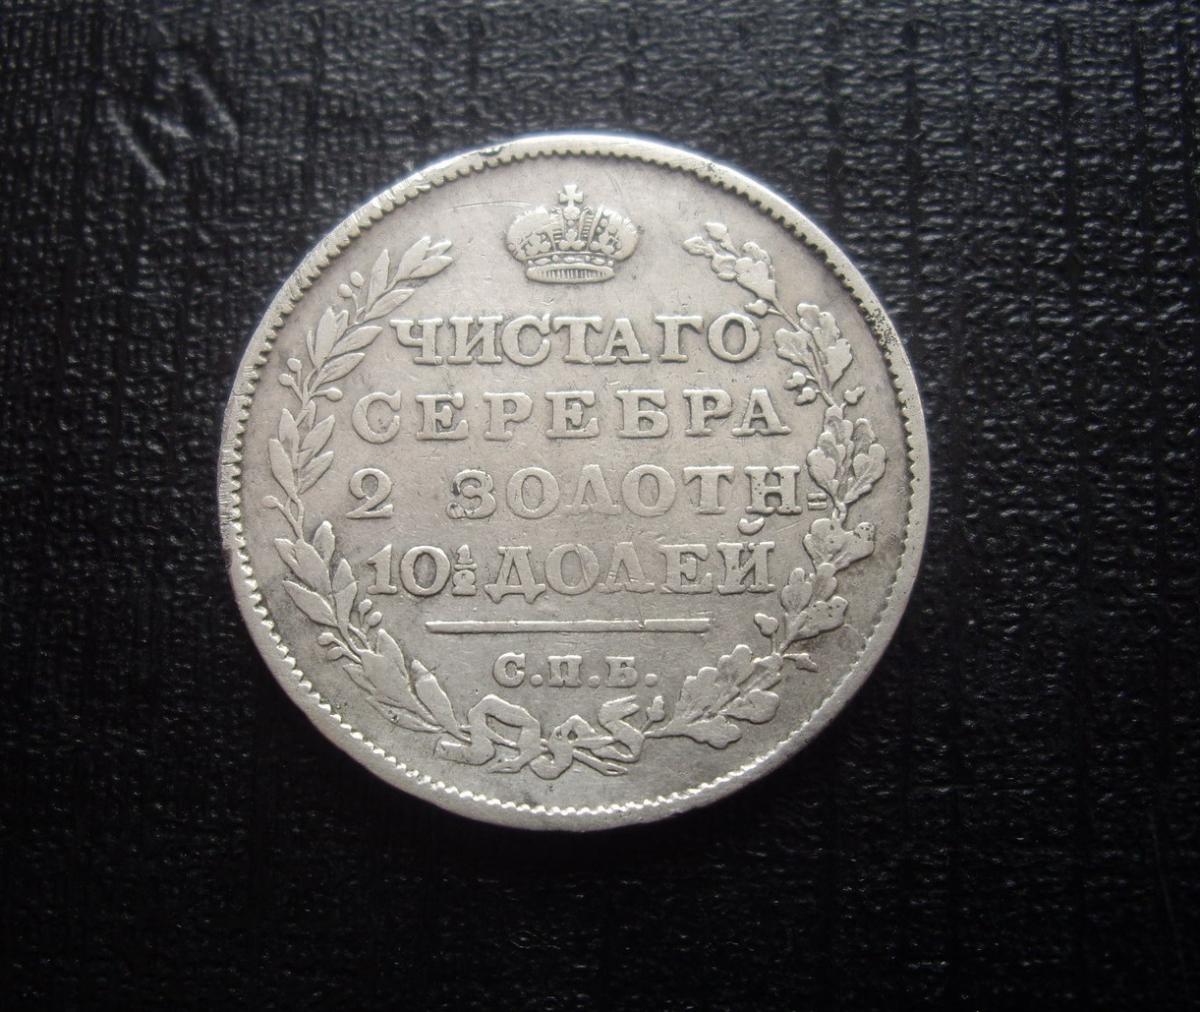 ЧИСТАГО
СЕРЕБРА
2 ЗОЛОТН=
10½ ДОЛЕЙ
С.П.Б.